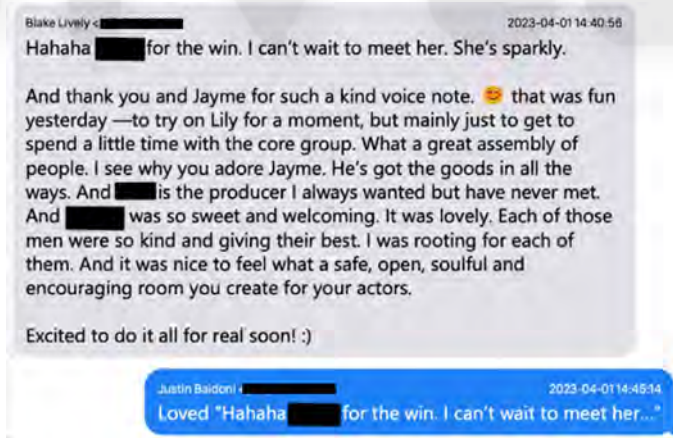 Blake Lively < 2023-04-01 14:40:56
Hahaha for the win. I can't wait to meet her. She's sparkly.
And thank you and Jayme for such a kind voice note. 😊 that was fun
yesterday —to try on Lily for a moment, but mainly just to get to
spend a little time with the core group. What a great assembly of
people. I see why you adore Jayme. He's got the goods in all the
ways. And is the producer I always wanted but have never met.
And was so sweet and welcoming. It was lovely. Each of those
men were so kind and giving their best. I was rooting for each of
them. And it was nice to feel what a safe, open, soulful and
encouraging room you create for your actors.
Excited to do it all for real soon! :)
Justin Baldoni < 2023-04-01 14:45:14
Loved "Hahaha for the win. I can't wait to meet her..."